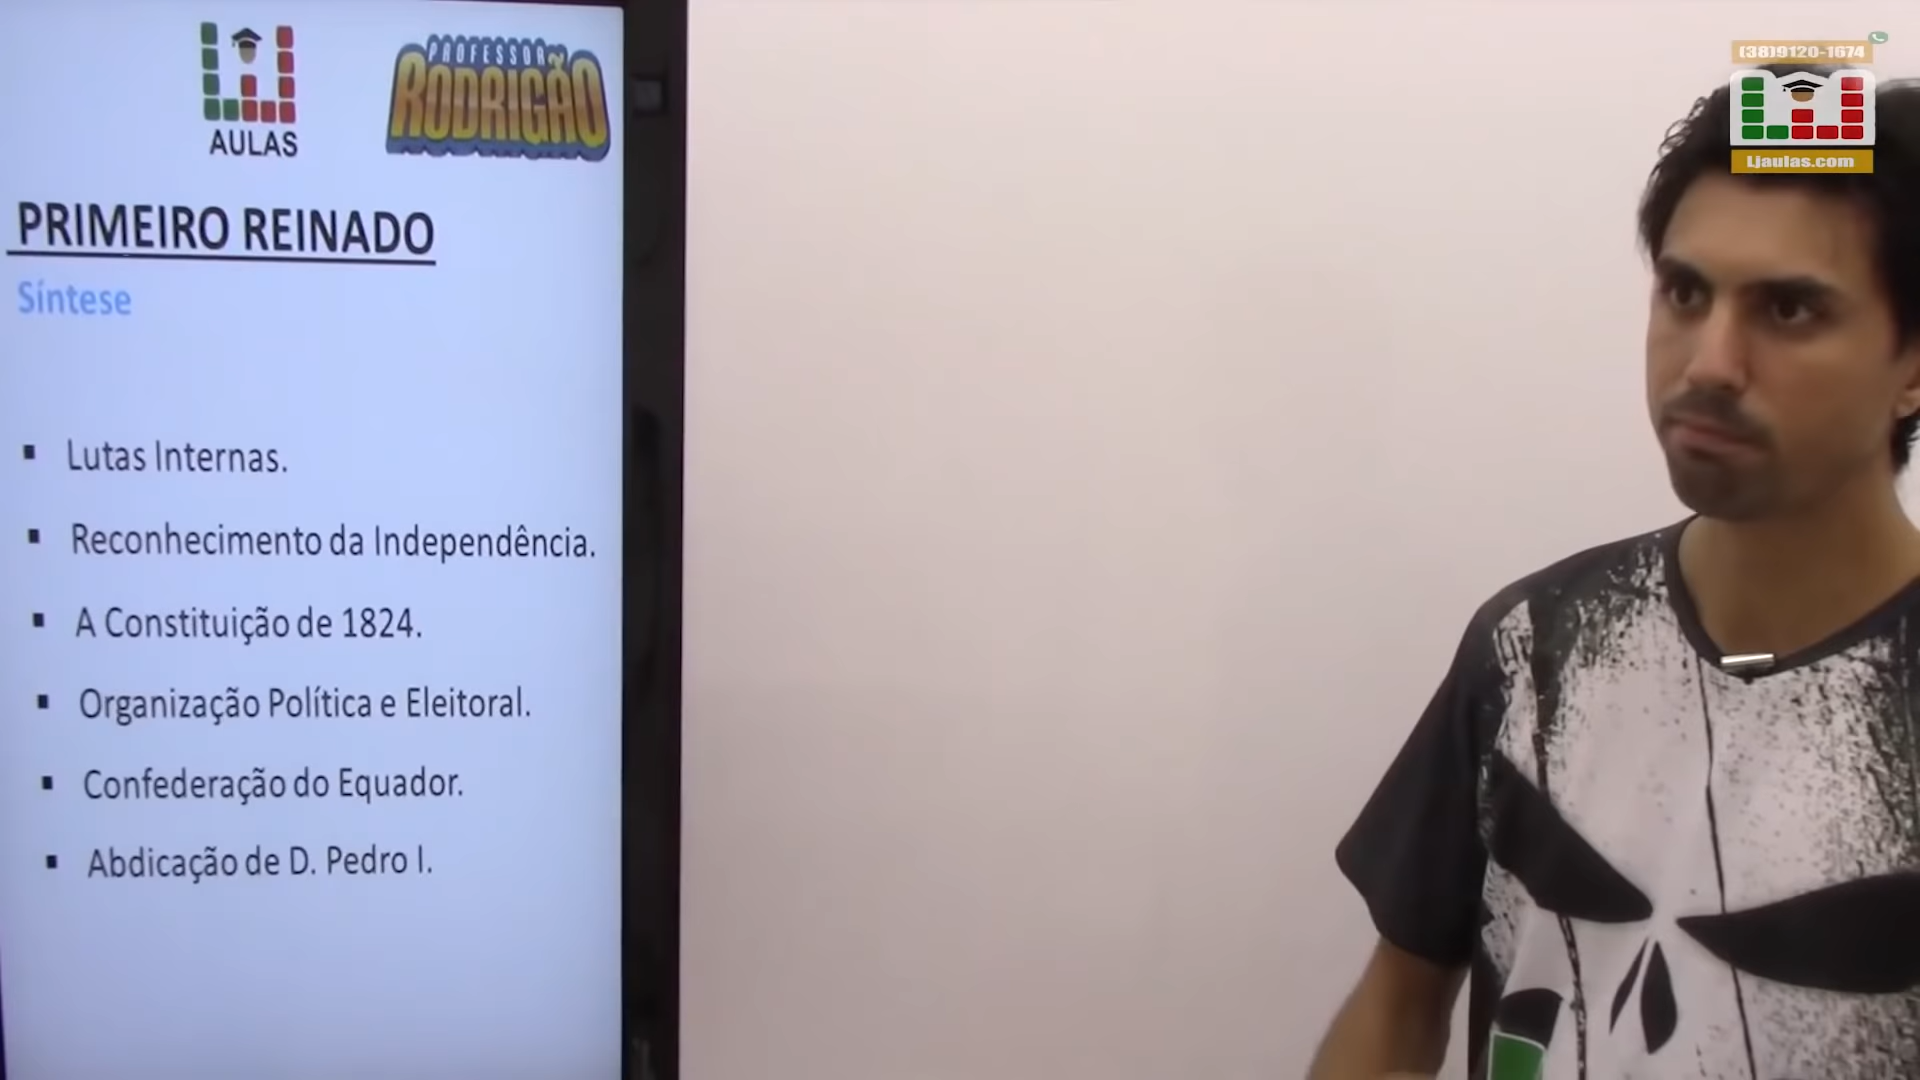 AULAS
PROFESSOR
RODRIGÃO
(38)9120-1674
Ljaulas.com
PRIMEIRO REINADO
Síntese
▪ Lutas Internas.
▪ Reconhecimento da Independência.
▪ A Constituição de 1824.
▪ Organização Política e Eleitoral.
▪ Confederação do Equador.
▪ Abdicação de D. Pedro I.